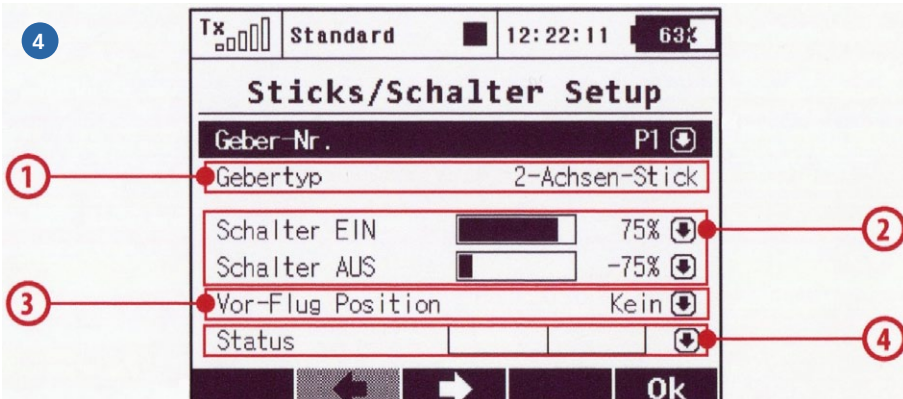 4
Tx Standard 12:22:11 63%
Sticks/Schalter Setup
Geber-Nr. P1
1 Gebertyp 2-Achsen-Stick
Schalter EIN 75% 2
Schalter AUS -75%
3 Vor-Flug Position Kein
Status 4
Ok